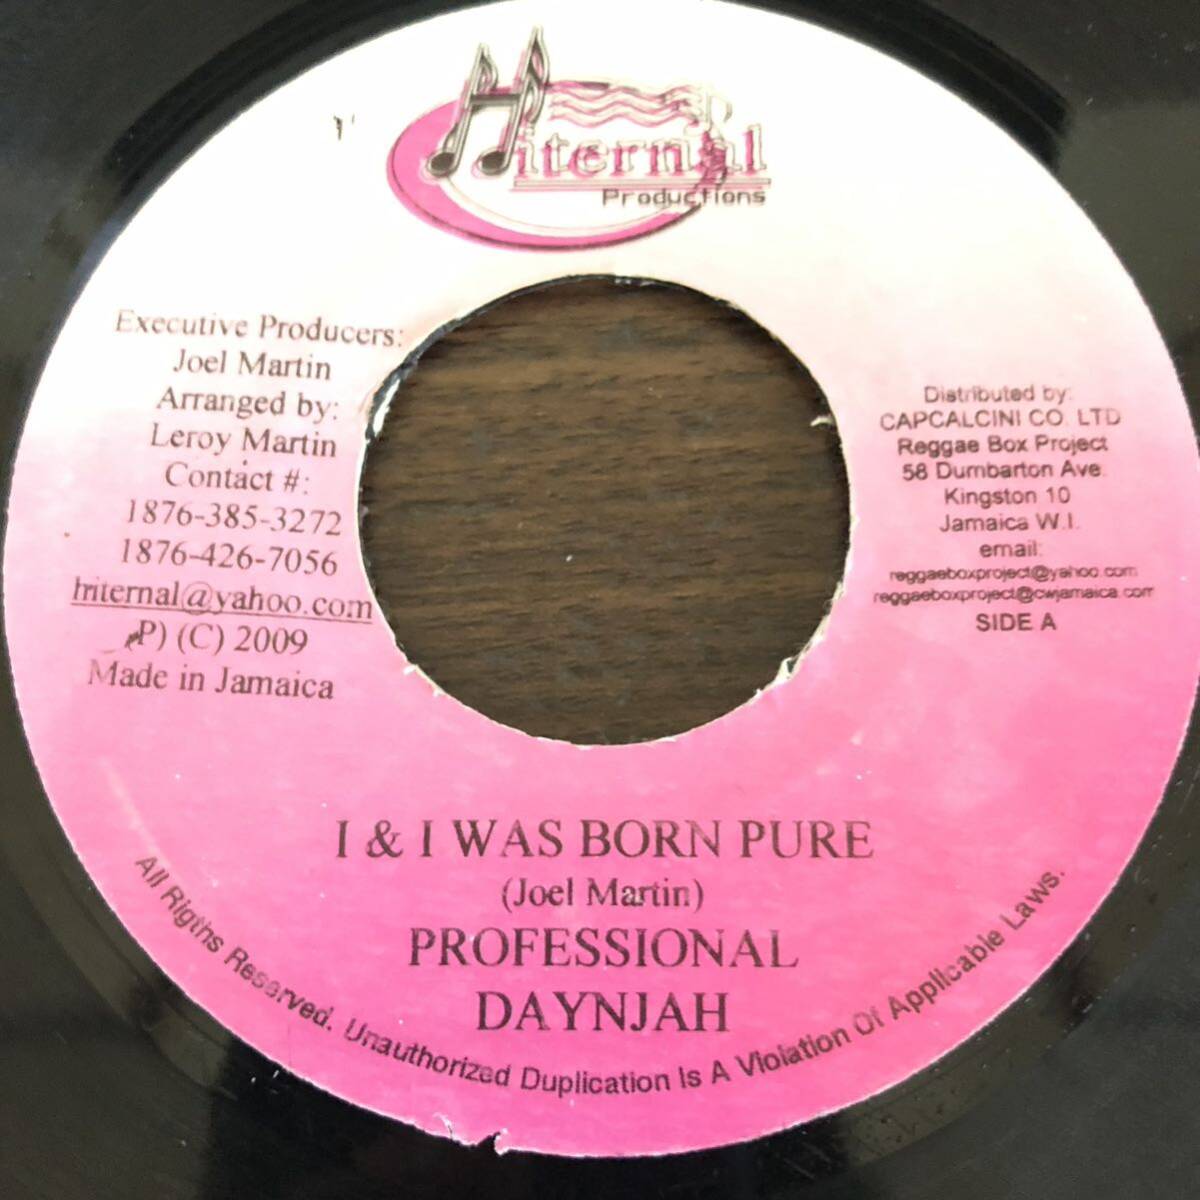 Hiternal
Productions
Executive Producers:
Joel Martin
Arranged by:
Leroy Martin
Contact #:
1876-385-3272
1876-426-7056
hriternal@yahoo.com
P) (C) 2009
Made in Jamaica
Distributed by:
CAPCALCINI CO. LTD
Reggae Box Project
58 Dumbarton Ave.
Kingston 10
Jamaica W.I.
email:
reggaeboxproject@yahoo.com
reggaeboxproject@cwjamaica.com
SIDE A
I & I WAS BORN PURE
(Joel Martin)
PROFESSIONAL
DAYNJAH
All Rigths Reserved. Unauthorized Duplication Is A Violation Of Applicable Laws.